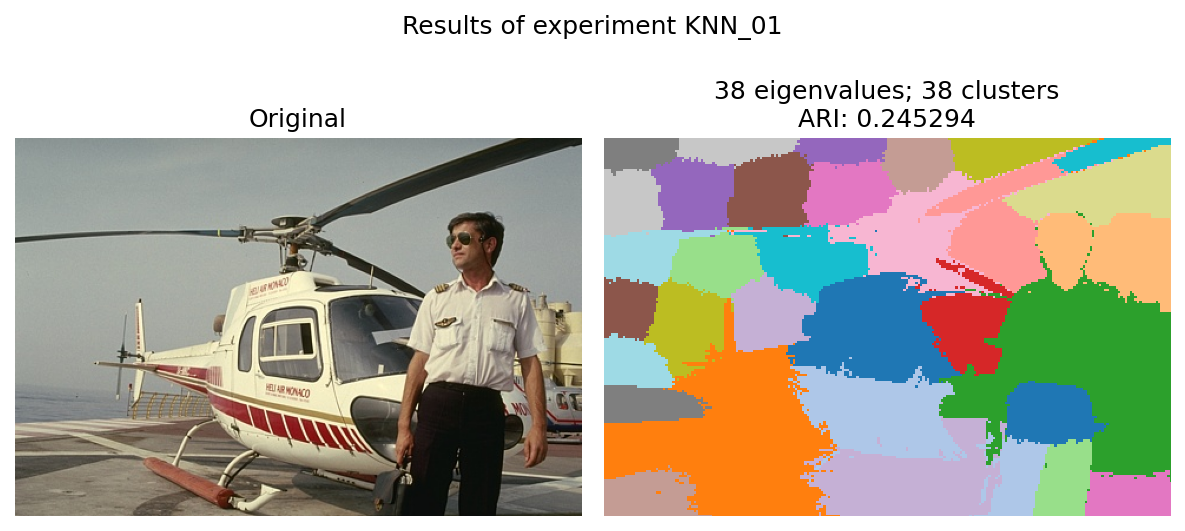 Results of experiment KNN_01
Original
38 eigenvalues; 38 clusters
ARI: 0.245294
HELI AIR MONACO
HELI AIR MONACO